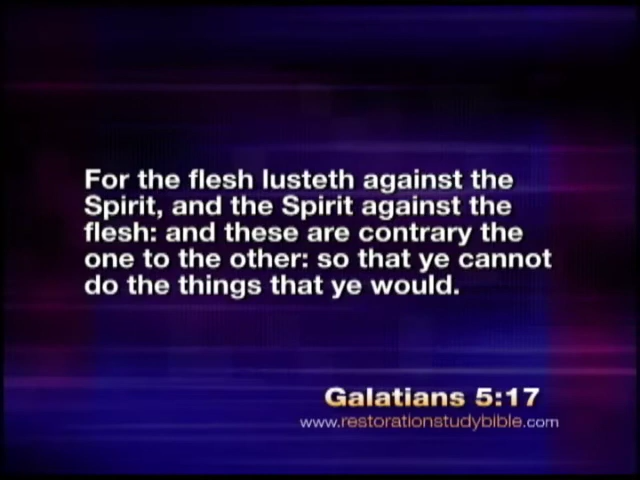 For the flesh lusteth against the
Spirit, and the Spirit against the
flesh: and these are contrary the
one to the other: so that ye cannot
do the things that ye would.
Galatians 5:17
www.restorationstudybible.com